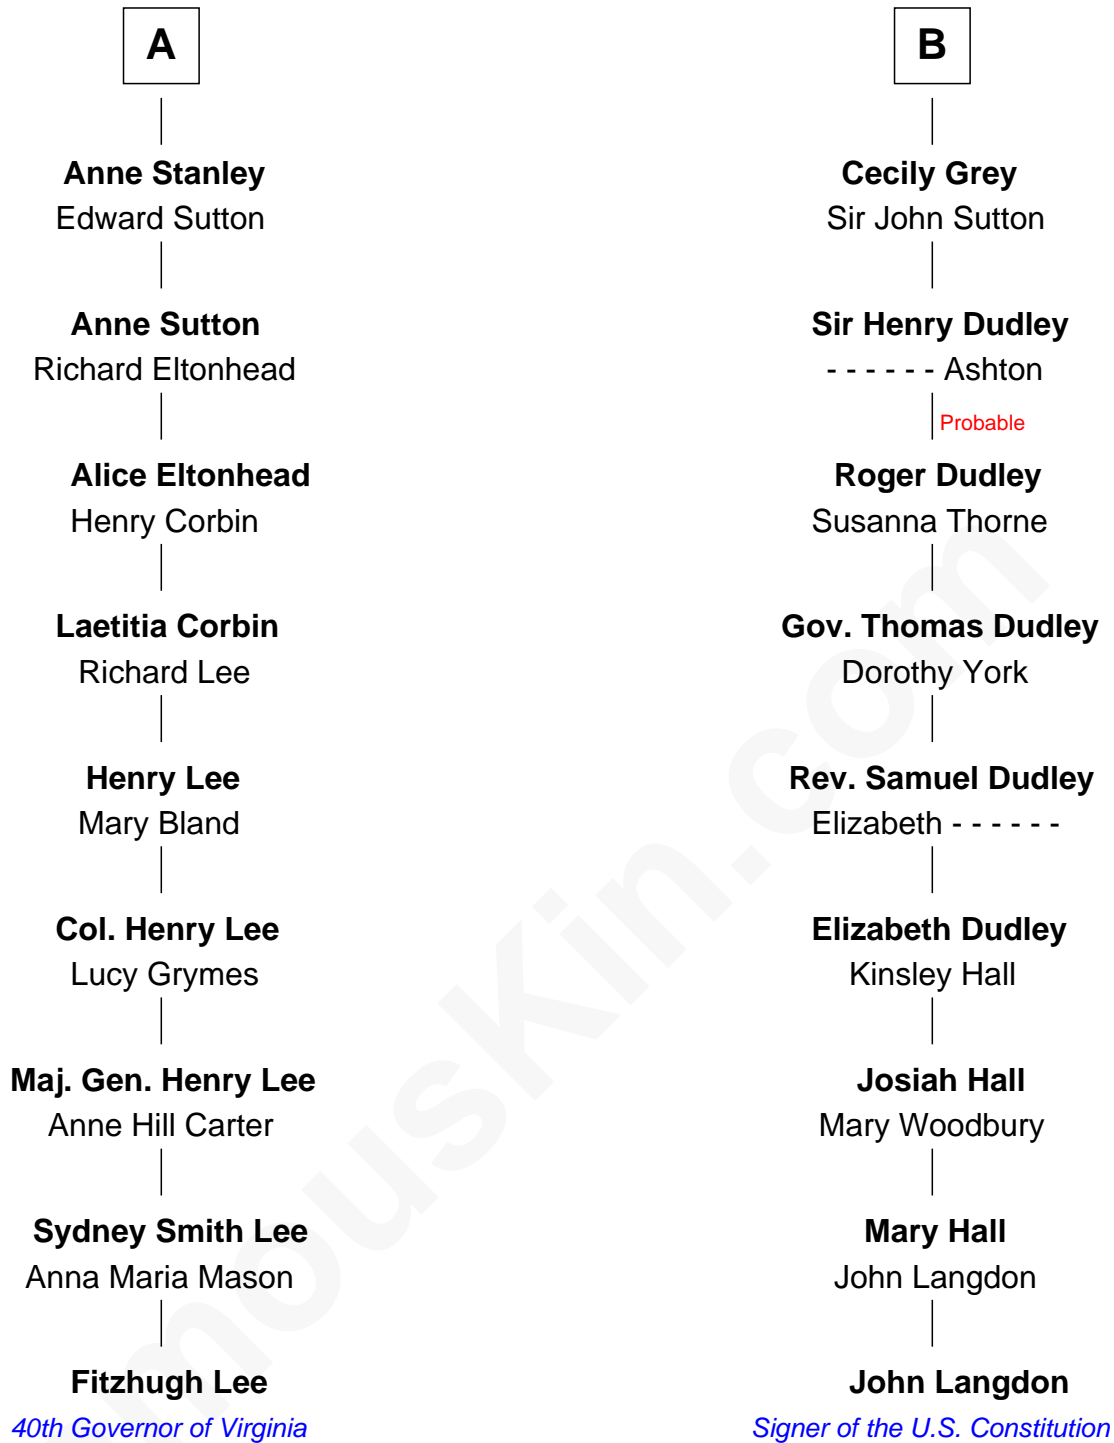 A
Anne Stanley
Edward Sutton
Anne Sutton
Richard Eltonhead
Alice Eltonhead
Henry Corbin
Laetitia Corbin
Richard Lee
Henry Lee
Mary Bland
Col. Henry Lee
Lucy Grymes
Maj. Gen. Henry Lee
Anne Hill Carter
Sydney Smith Lee
Anna Maria Mason
Fitzhugh Lee
40th Governor of Virginia
B
Cecily Grey
Sir John Sutton
Sir Henry Dudley
- - - - - - Ashton
Probable
Roger Dudley
Susanna Thorne
Gov. Thomas Dudley
Dorothy York
Rev. Samuel Dudley
Elizabeth - - - - - -
Elizabeth Dudley
Kinsley Hall
Josiah Hall
Mary Woodbury
Mary Hall
John Langdon
John Langdon
Signer of the U.S. Constitution
mousKin.com